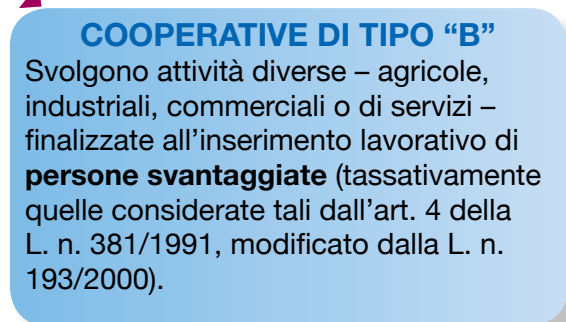 COOPERATIVE DI TIPO “B”
Svolgono attività diverse – agricole,
industriali, commerciali o di servizi –
finalizzate all’inserimento lavorativo di
persone svantaggiate (tassativamente
quelle considerate tali dall’art. 4 della
L. n. 381/1991, modificato dalla L. n.
193/2000).